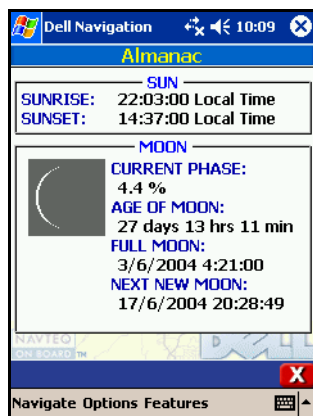 Dell Navigation 10:09
Almanac
SUN
SUNRISE: 22:03:00 Local Time
SUNSET: 14:37:00 Local Time
MOON
CURRENT PHASE:
4.4 %
AGE OF MOON:
27 days 13 hrs 11 min
FULL MOON:
3/6/2004 4:21:00
NEXT NEW MOON:
17/6/2004 20:28:49
NAVTEQ
ON BOARD TM
DELL
X
Navigate Options Features